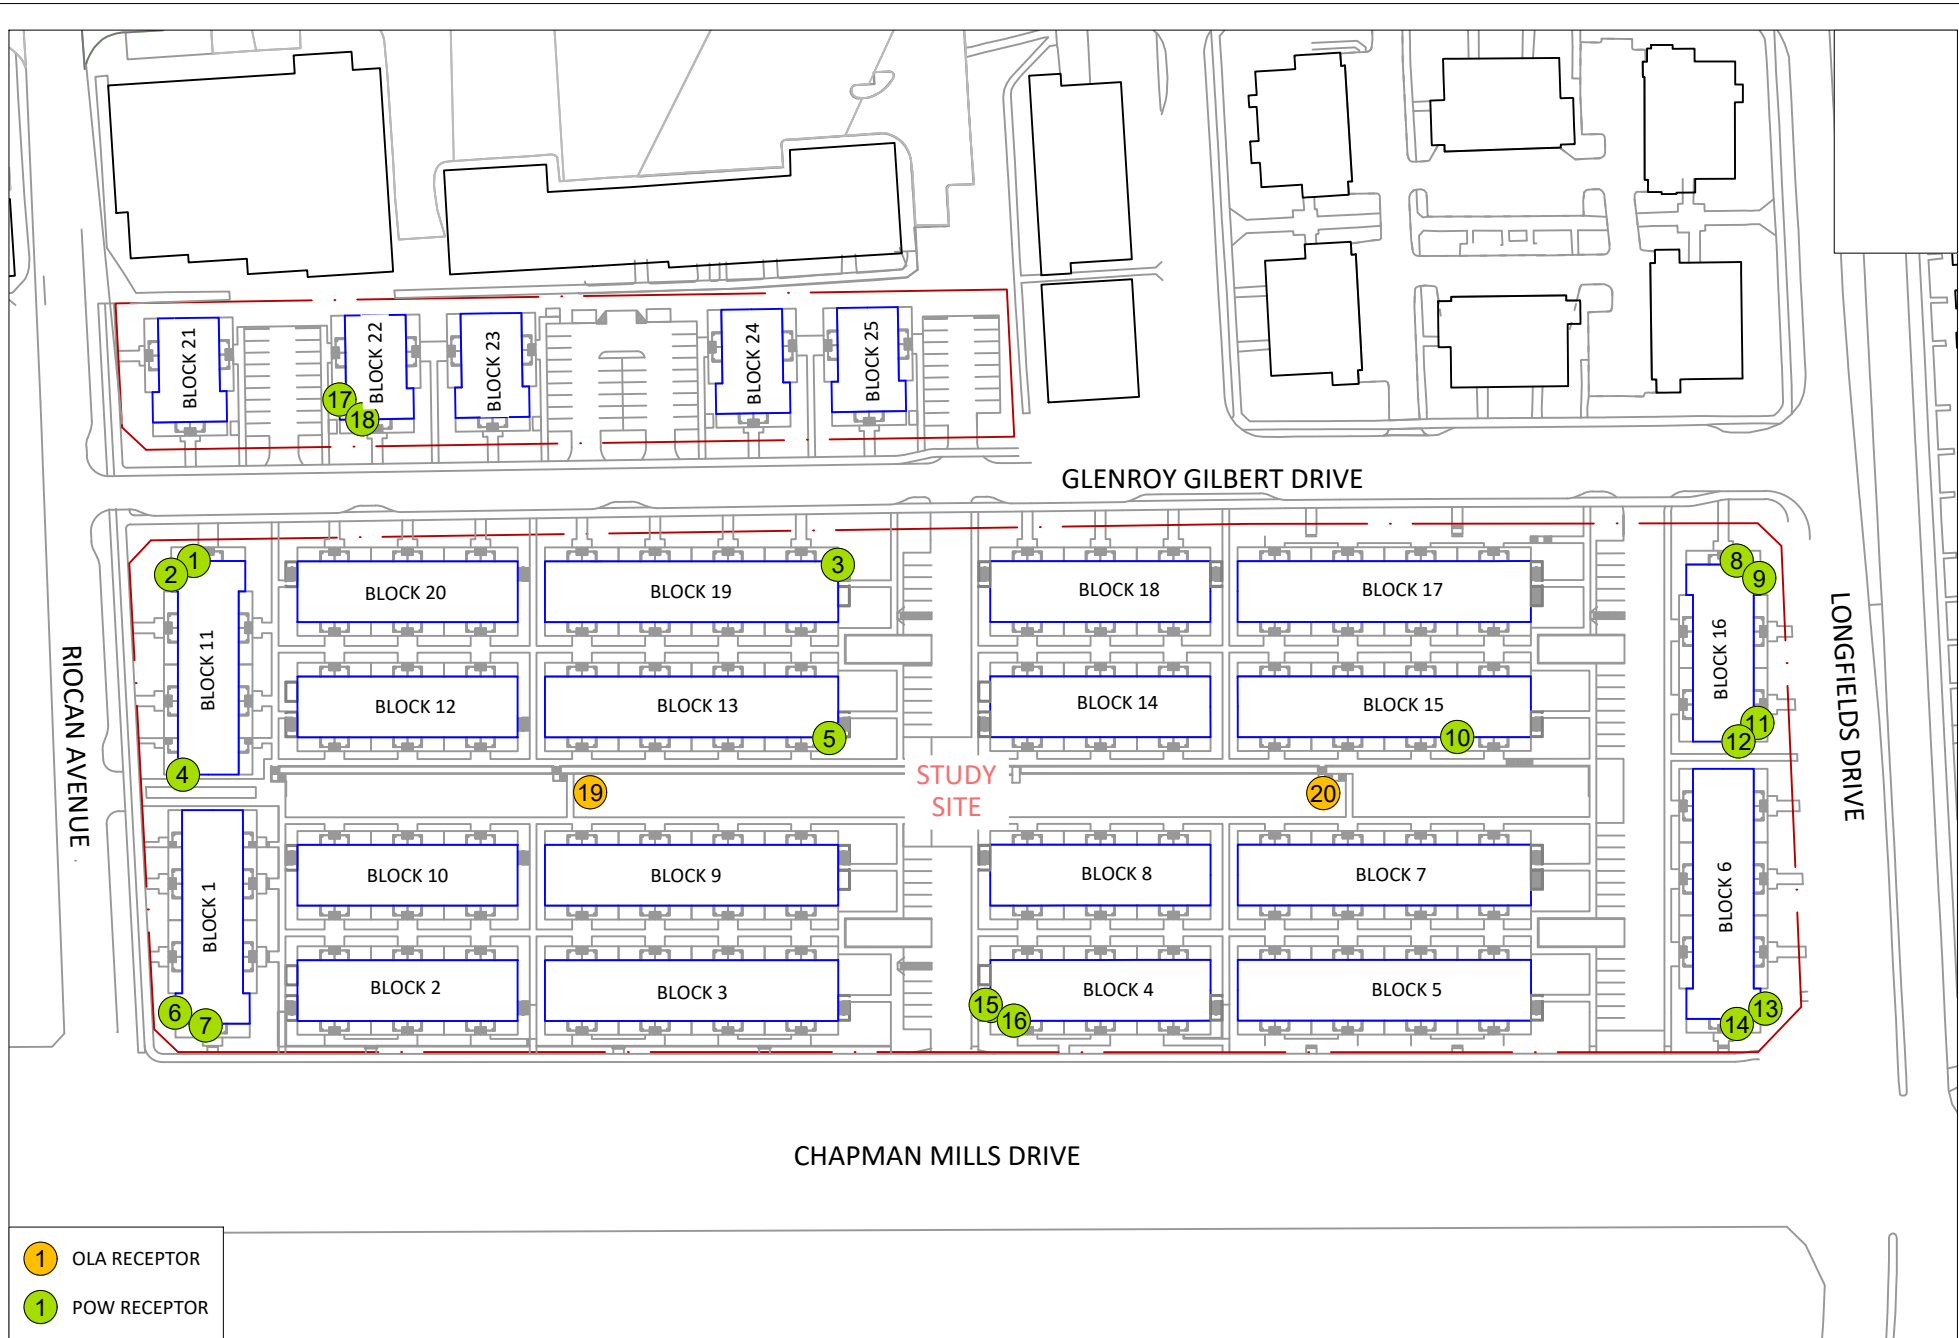 BLOCK 21
BLOCK 22
BLOCK 23
BLOCK 24
BLOCK 25
17
18
GLENROY GILBERT DRIVE
1
2
3
8
9
BLOCK 11
BLOCK 20
BLOCK 19
BLOCK 18
BLOCK 17
BLOCK 16
RIOCAN AVENUE
LONGFIELDS DRIVE
BLOCK 12
BLOCK 13
BLOCK 14
BLOCK 15
4
5
10
11
12
STUDY
SITE
19
20
BLOCK 1
BLOCK 10
BLOCK 9
BLOCK 8
BLOCK 7
BLOCK 6
BLOCK 2
BLOCK 3
BLOCK 4
BLOCK 5
6
7
15
16
13
14
CHAPMAN MILLS DRIVE
1 OLA RECEPTOR
1 POW RECEPTOR